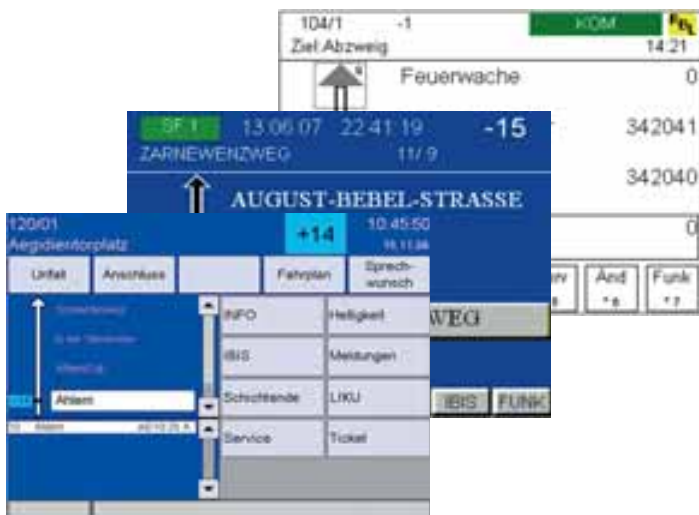 104/1 -1 KOM
Ziel:Abzweig 14:21
Feuerwache 0
342041
342040
0
Änd Funk
*6 *7
SF 1 13.06.07 22:41:19 -15
ZARNEWENZWEG 11/ 9
AUGUST-BEBEL-STRASSE
WEG
IBIS FUNK
120/01 +14 10:45:50
Aegidientorplatz
Unfall Anschluss Fahrplan Sprech-
wunsch
INFO Helligkeit
IBIS Meldungen
Ahlem Schichtende LIKU
Service Ticket